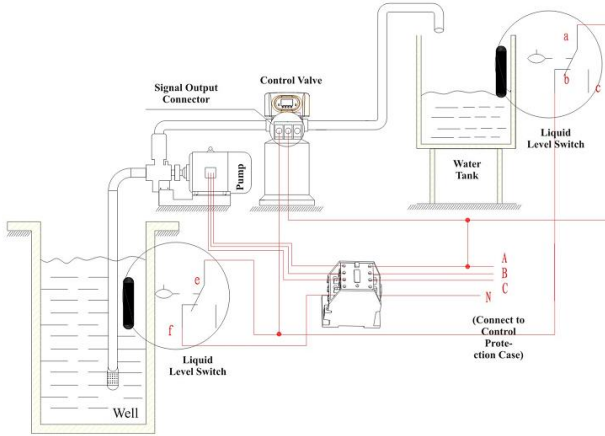 Signal Output
Connector
Control Valve
a
b
c
Liquid
Level Switch
Water
Tank
Pump
A
B
C
N
e
f
(Connect to
Control
Prote-
ction Case)
Liquid
Level Switch
Well